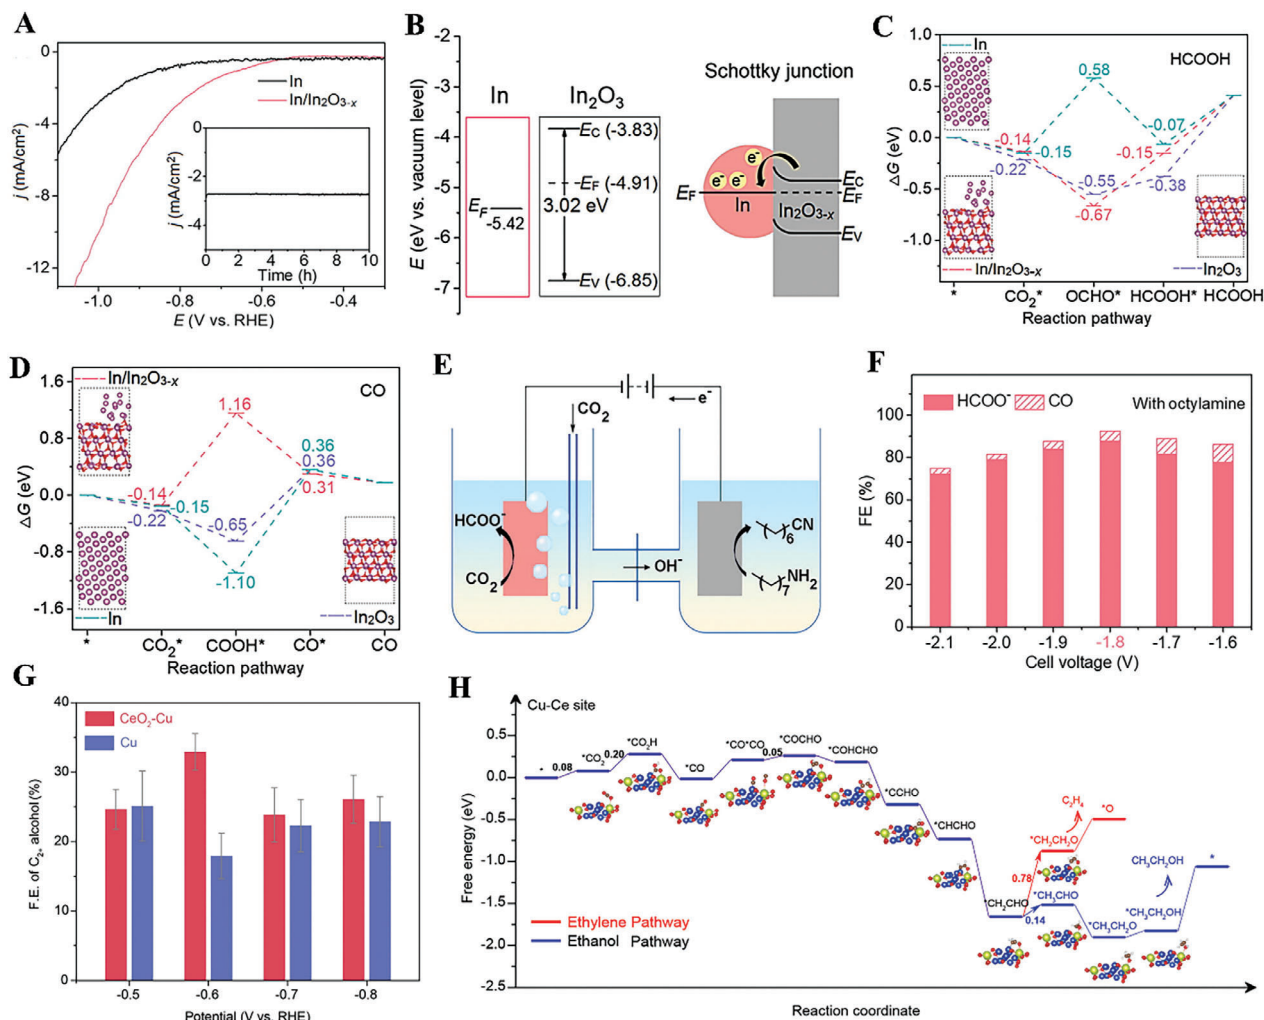 A
0
-4
-8
-12
j (mA/cm²)
In
In/In₂O₃₋ₓ
0
-2
-4
j (mA/cm²)
0 2 4 6 8 10
Time (h)
-1.0 -0.8 -0.6 -0.4
E (V vs. RHE)
B
-2
-3
-4
-5
-6
-7
E (eV vs. vacuum level)
In
In₂O₃
E_C (-3.83)
E_F (-4.91)
3.02 eV
E_F
-5.42
E_V (-6.85)
Schottky junction
e⁻
e⁻ e⁻
E_F
In
In₂O₃₋ₓ
E_C
E_F
E_V
C
1.0
0.5
0.0
-0.5
-1.0
ΔG (eV)
In
HCOOH
0.58
-0.14
-0.15
-0.22
-0.07
-0.15
-0.55
-0.38
-0.67
In/In₂O₃₋ₓ
In₂O₃
* CO₂* OCHO* HCOOH* HCOOH
Reaction pathway
D
1.6
0.8
0.0
-0.8
-1.6
ΔG (eV)
In/In₂O₃₋ₓ
CO
1.16
0.36
0.36
0.31
-0.14
-0.15
-0.22
-0.65
-1.10
In
In₂O₃
* CO₂* COOH* CO* CO
Reaction pathway
E
e⁻
CO₂
HCOO⁻
CO₂
OH⁻
6 CN
7 NH₂
F
100
80
60
40
20
0
FE (%)
HCOO⁻ CO With octylamine
-2.1 -2.0 -1.9 -1.8 -1.7 -1.6
Cell voltage (V)
G
40
30
20
10
0
F.E. of C₂₊ alcohol (%)
CeO₂-Cu
Cu
-0.5 -0.6 -0.7 -0.8
Potential (V vs. RHE)
H
Cu-Ce site
0.5
0.0
-0.5
-1.0
-1.5
-2.0
-2.5
Free energy (eV)
0.08
*CO₂
0.20
*CO₂H
*CO
*CO*CO
0.05
*COCHO
*COHCHO
*CCHO
*CHCHO
*CH₂CHO
0.78
*CH₃CH₂O
C₂H₄
*O
0.14
*CH₃CHO
*CH₃CH₂O
*CH₃CH₂OH
CH₃CH₂OH
*
Ethylene Pathway
Ethanol Pathway
Reaction coordinate